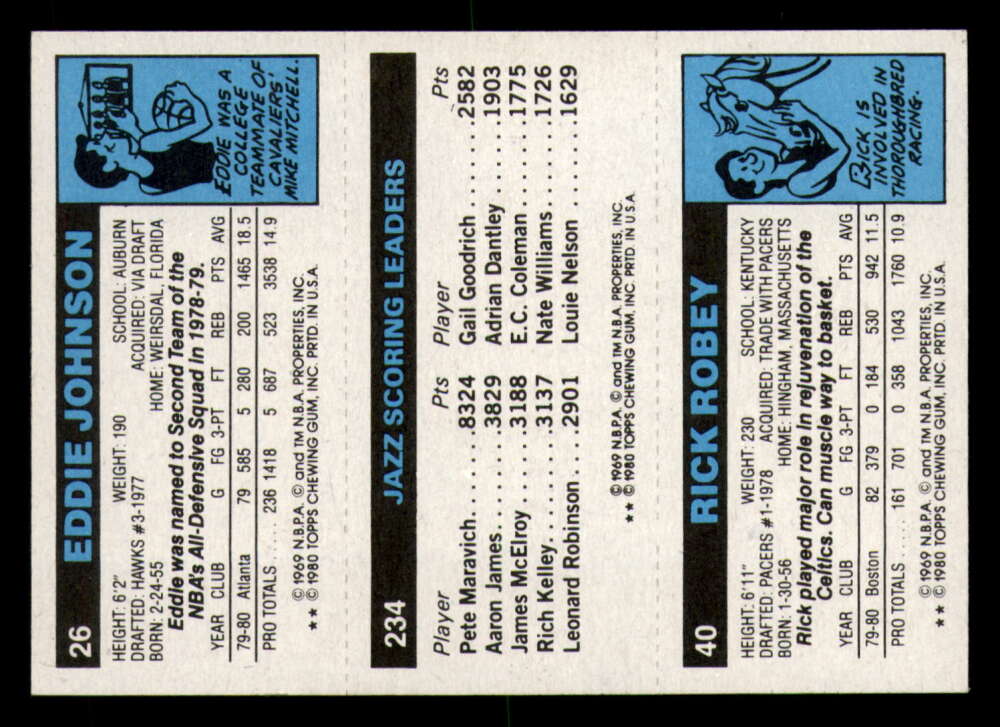 26 EDDIE JOHNSON
HEIGHT: 6'2" WEIGHT: 190 SCHOOL: AUBURN
DRAFTED: HAWKS #3-1977 ACQUIRED: VIA DRAFT
BORN: 2-24-55 HOME: WEIRSDAL, FLORIDA
Eddie was named to Second Team of the
NBA's All-Defensive Squad in 1978-79.
YEAR CLUB G FG 3-PT FT REB PTS AVG
79-80 Atlanta 79 585 5 280 200 1465 18.5
PRO TOTALS .... 236 1418 5 687 523 3538 14.9
© 1969 N.B.P.A. © and TM N.B.A. PROPERTIES, INC.
★★ © 1980 TOPPS CHEWING GUM, INC. PRTD. IN U.S.A.
EDDIE WAS A
COLLEGE
TEAMMATE OF
CAVALIERS'
MIKE MITCHELL.
234 JAZZ SCORING LEADERS
Player Pts Player Pts
Pete Maravich....8324 Gail Goodrich.....2582
Aaron James.....3829 Adrian Dantley....1903
James McElroy...3188 E.C. Coleman.....1775
Rich Kelley.......3137 Nate Williams.....1726
Leonard Robinson...2901 Louie Nelson ......1629
© 1969 N.B.P.A. © and TM N.B.A. PROPERTIES, INC.
★★ © 1980 TOPPS CHEWING GUM, INC. PRTD. IN U.S.A.
40 RICK ROBEY
HEIGHT: 6'11" WEIGHT: 230 SCHOOL: KENTUCKY
DRAFTED: PACERS #1-1978 ACQUIRED: TRADE WITH PACERS
BORN: 1-30-56 HOME: HINGHAM, MASSACHUSETTS
Rick played major role in rejuvenation of the
Celtics. Can muscle way to basket.
YEAR CLUB G FG 3-PT FT REB PTS AVG
79-80 Boston 82 379 0 184 530 942 11.5
PRO TOTALS .... 161 701 0 358 1043 1760 10.9
© 1969 N.B.P.A. © and TM N.B.A. PROPERTIES, INC.
★★ © 1980 TOPPS CHEWING GUM, INC. PRTD. IN U.S.A.
RICK IS
INVOLVED IN
THOROUGHBRED
RACING.